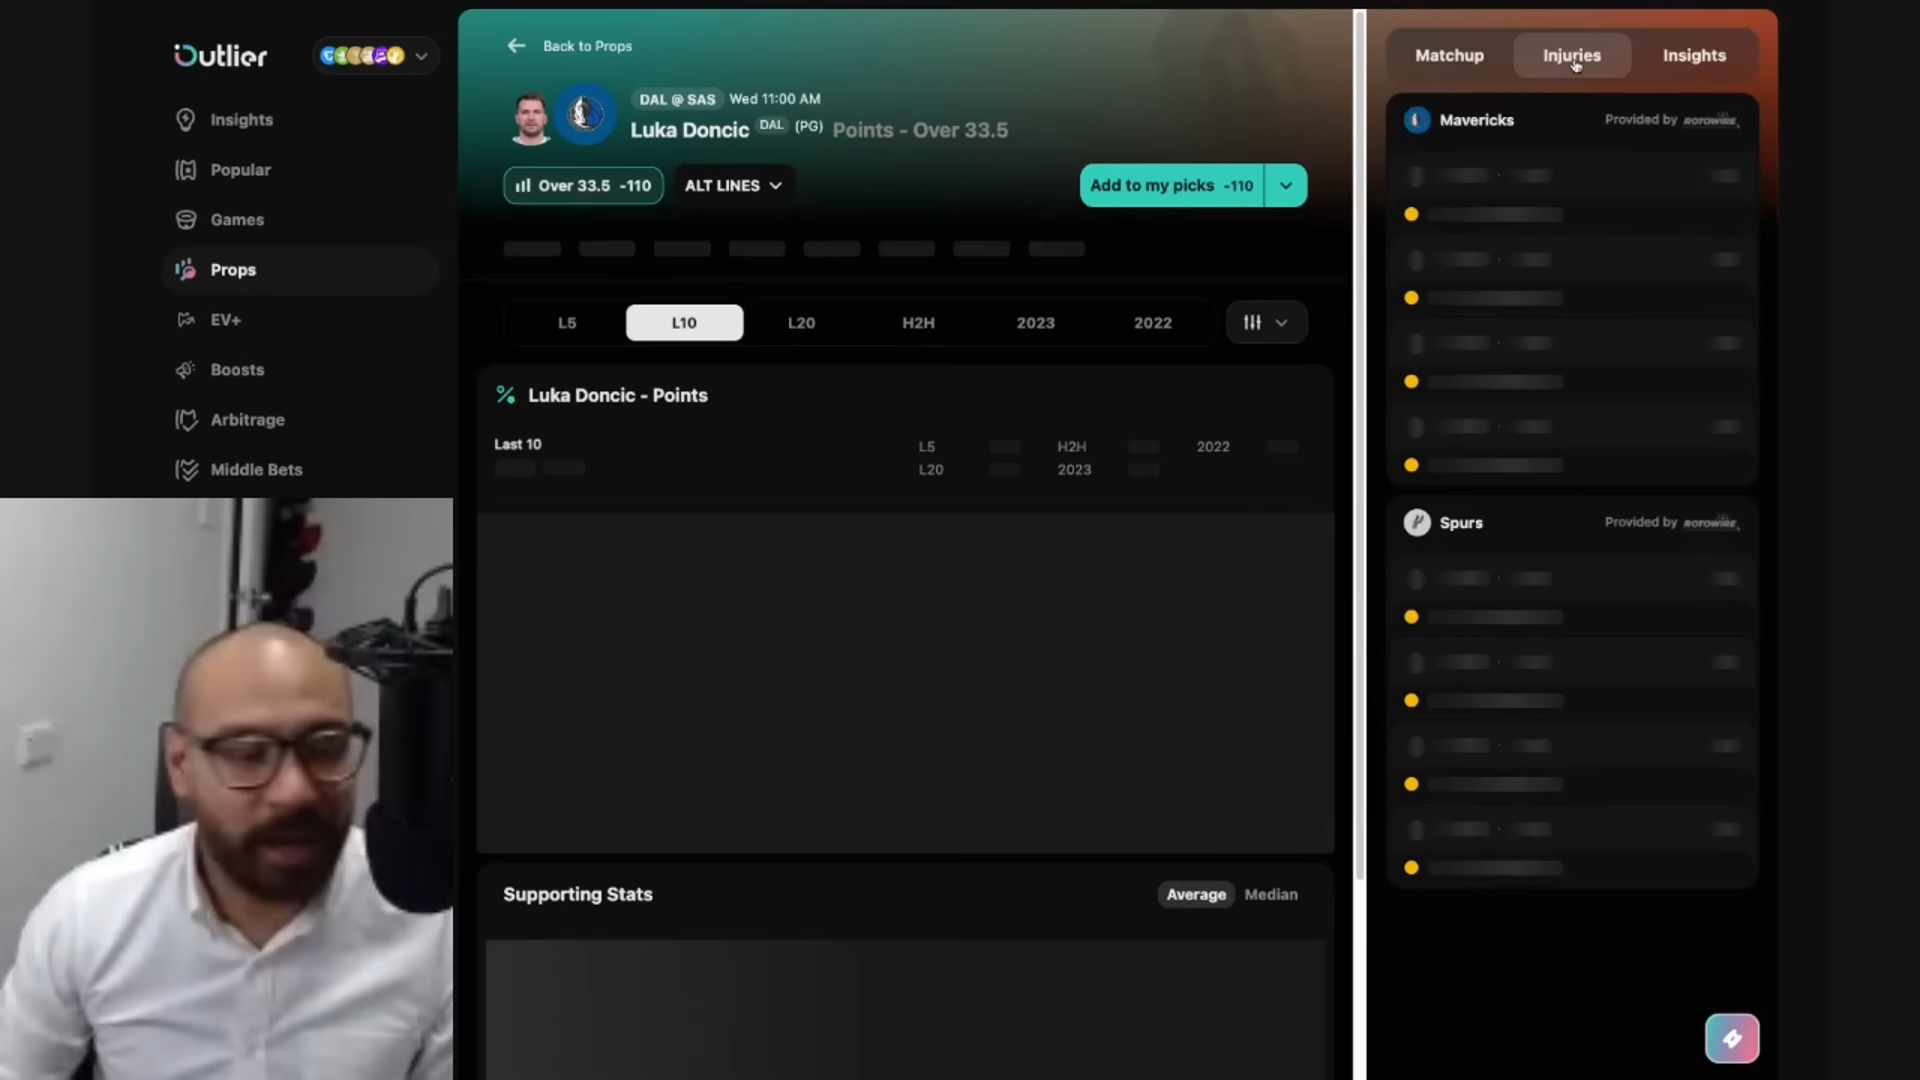 Outlier
Insights
Popular
Games
Props
EV+
Boosts
Arbitrage
Middle Bets
Back to Props
DAL @ SAS Wed 11:00 AM
Luka Doncic DAL (PG) Points - Over 33.5
Over 33.5 -110
ALT LINES
Add to my picks -110
L5 L10 L20 H2H 2023 2022
Luka Doncic - Points
Last 10
L5 H2H 2022
L20 2023
Supporting Stats
Average Median
Matchup Injuries Insights
Mavericks
Provided by ROTOWIRE
Spurs
Provided by ROTOWIRE